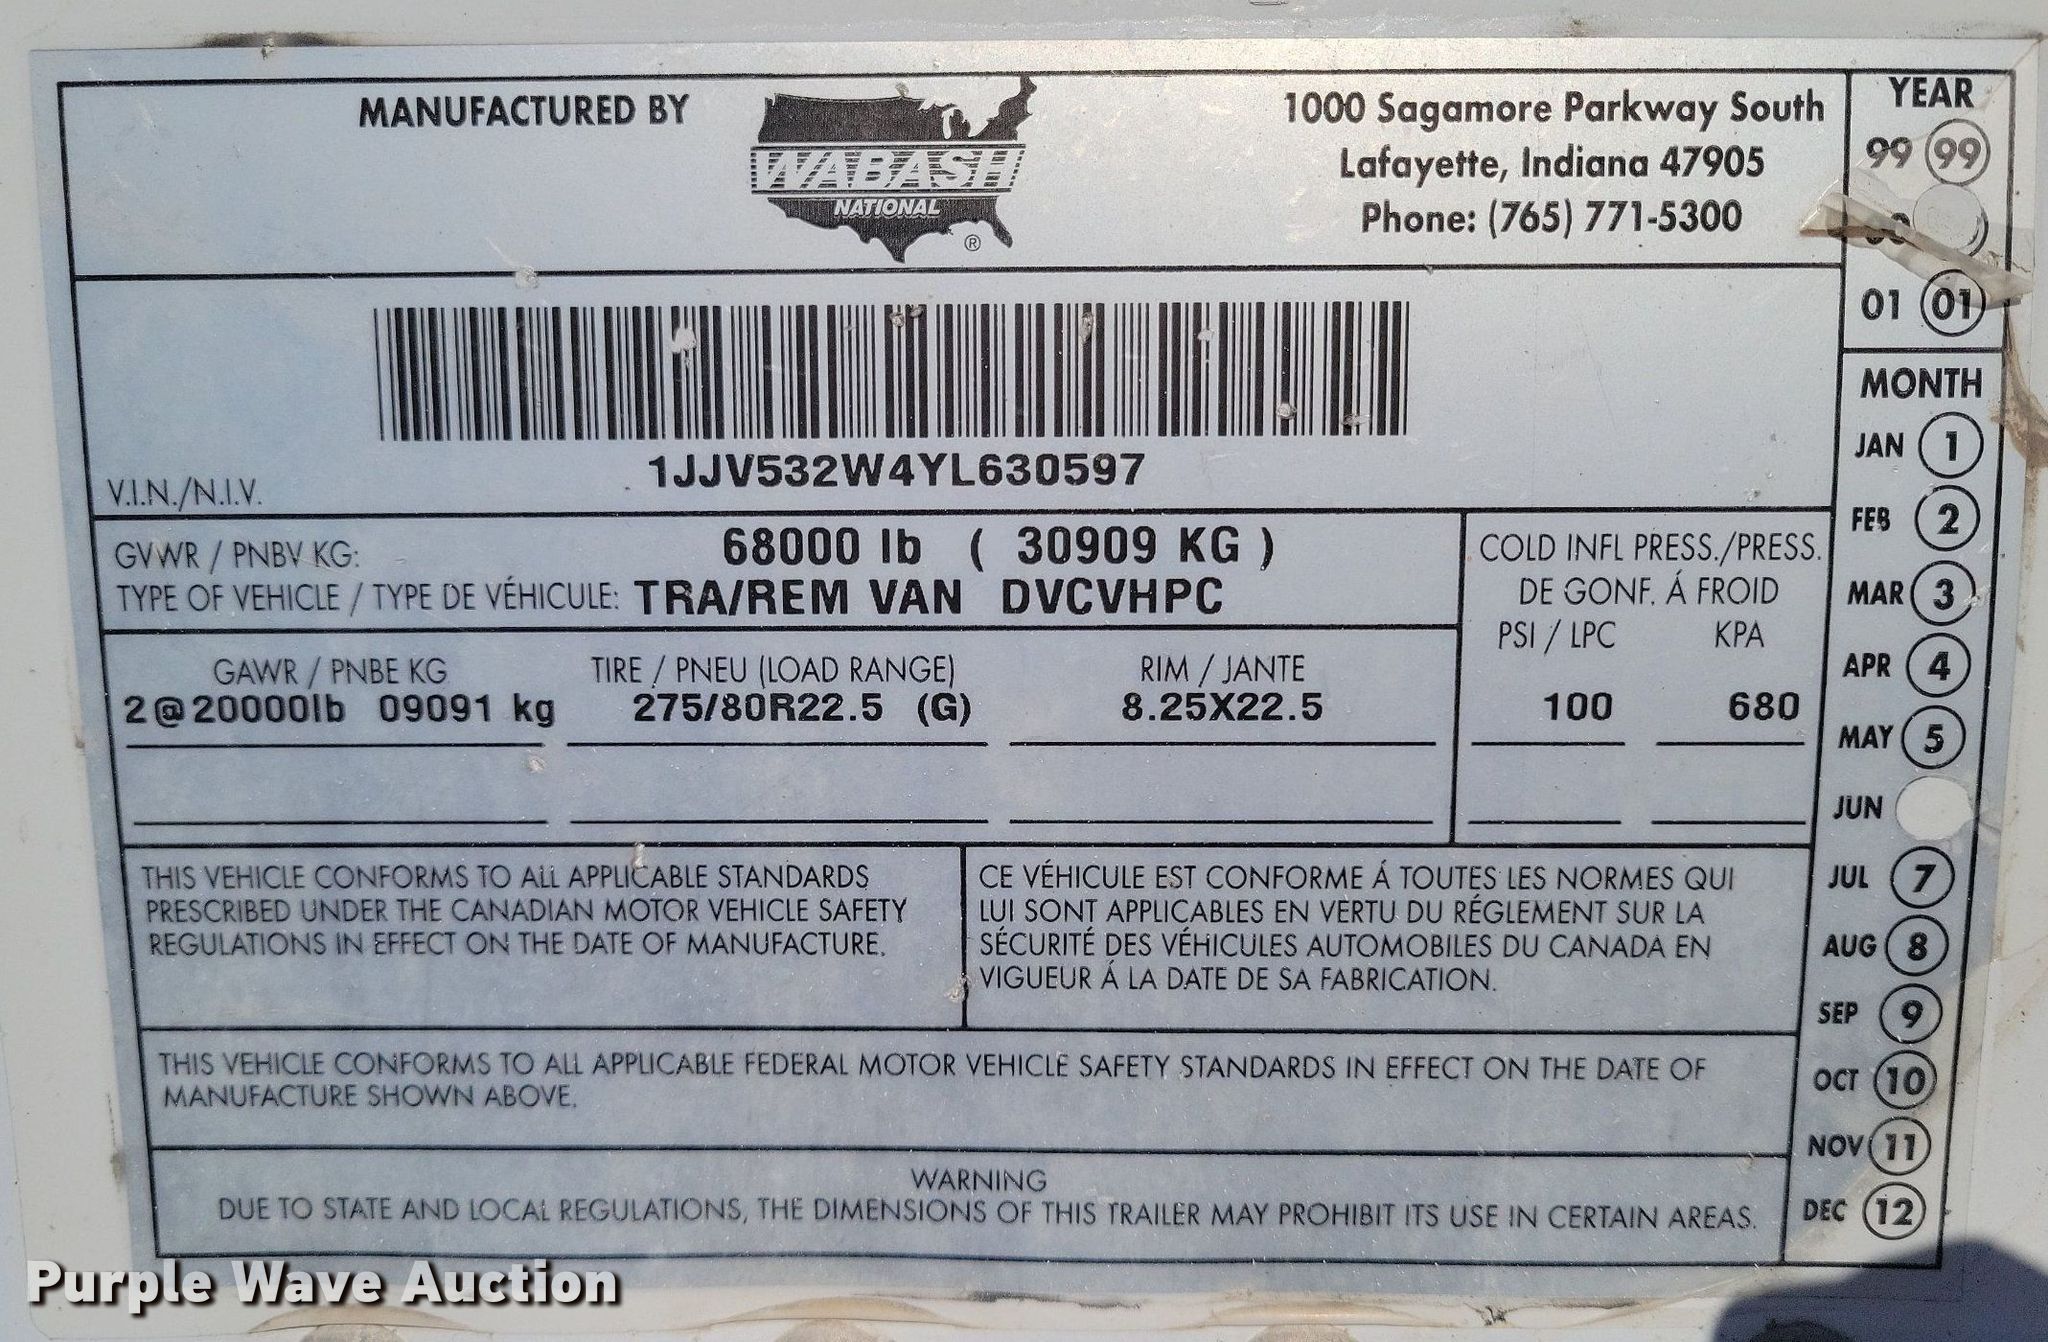 MANUFACTURED BY
WABASH
NATIONAL
®
1000 Sagamore Parkway South
Lafayette, Indiana 47905
Phone: (765) 771-5300
1JJV532W4YL630597
V.I.N./N.I.V.
GVWR / PNBV KG: 68000 lb ( 30909 KG )
TYPE OF VEHICLE / TYPE DE VÉHICULE: TRA/REM VAN DVCVHPC
COLD INFL PRESS./PRESS.
DE GONF. Á FROID
PSI / LPC KPA
GAWR / PNBE KG TIRE / PNEU (LOAD RANGE) RIM / JANTE
2@20000lb 09091 kg 275/80R22.5 (G) 8.25X22.5 100 680
THIS VEHICLE CONFORMS TO ALL APPLICABLE STANDARDS
PRESCRIBED UNDER THE CANADIAN MOTOR VEHICLE SAFETY
REGULATIONS IN EFFECT ON THE DATE OF MANUFACTURE.
CE VÉHICULE EST CONFORME Á TOUTES LES NORMES QUI
LUI SONT APPLICABLES EN VERTU DU RÉGLEMENT SUR LA
SÉCURITÉ DES VÉHICULES AUTOMOBILES DU CANADA EN
VIGUEUR Á LA DATE DE SA FABRICATION.
THIS VEHICLE CONFORMS TO ALL APPLICABLE FEDERAL MOTOR VEHICLE SAFETY STANDARDS IN EFFECT ON THE DATE OF
MANUFACTURE SHOWN ABOVE.
WARNING
DUE TO STATE AND LOCAL REGULATIONS, THE DIMENSIONS OF THIS TRAILER MAY PROHIBIT ITS USE IN CERTAIN AREAS.
YEAR
99 99
01 01
MONTH
JAN 1
FEB 2
MAR 3
APR 4
MAY 5
JUN
JUL 7
AUG 8
SEP 9
OCT 10
NOV 11
DEC 12
Purple Wave Auction